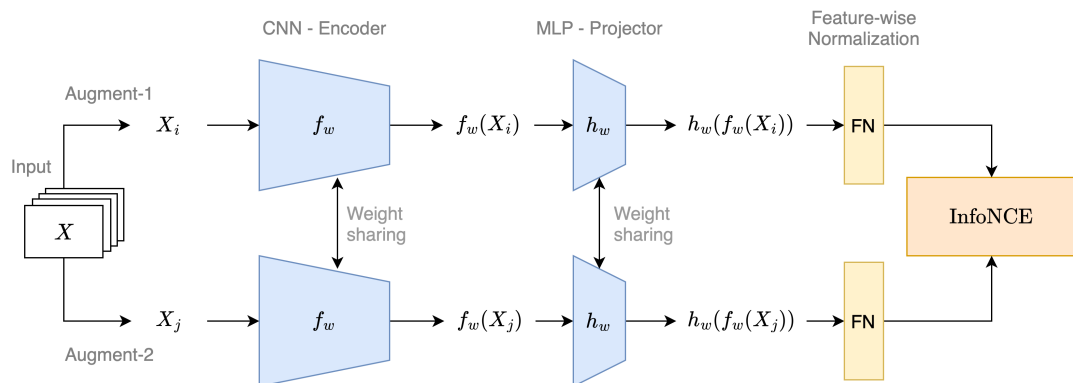 CNN - Encoder
MLP - Projector
Feature-wise
Normalization
Augment-1
X_i
f_w
f_w(X_i)
h_w
h_w(f_w(X_i))
FN
Input
X
Weight
sharing
Weight
sharing
InfoNCE
X_j
f_w
f_w(X_j)
h_w
h_w(f_w(X_j))
FN
Augment-2